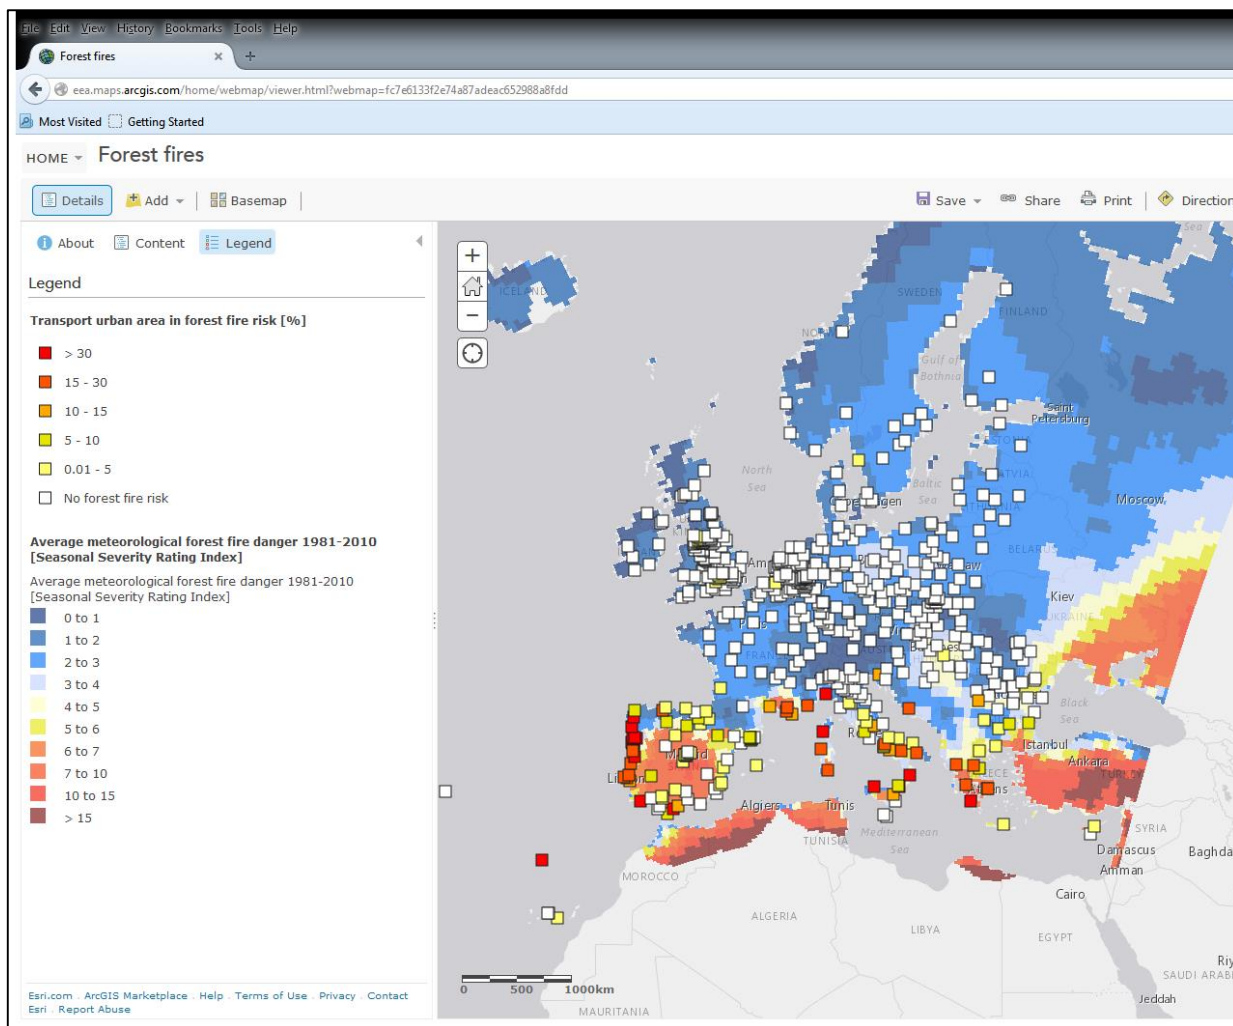 File Edit View History Bookmarks Tools Help
Forest fires
eea.maps.arcgis.com/home/webmap/viewer.html?webmap=fc7e6133f2e74a87adeac652988a8fdd
Most Visited Getting Started
HOME Forest fires
Details Add Basemap Save Share Print Direction
About Content Legend
Legend
Transport urban area in forest fire risk [%]
> 30
15 - 30
10 - 15
5 - 10
0.01 - 5
No forest fire risk
Average meteorological forest fire danger 1981-2010
[Seasonal Severity Rating Index]
Average meteorological forest fire danger 1981-2010
[Seasonal Severity Rating Index]
0 to 1
1 to 2
2 to 3
3 to 4
4 to 5
5 to 6
6 to 7
7 to 10
10 to 15
> 15
Esri.com . ArcGIS Marketplace . Help . Terms of Use . Privacy . Contact
Esri . Report Abuse
Sea
ICELAND
SWEDEN
FINLAND
Gulf of
Bothnia
Saint
Petersburg
North
Sea
Baltic
Sea
Moscow
Kiev
Black
Sea
Istanbul
Ankara
Algiers
Tunis
Mediterranean
Sea
TUNISIA
SYRIA
Damascus
Baghda
Amman
MOROCCO
Cairo
ALGERIA
LIBYA
EGYPT
Riy
SAUDI ARABI
Jeddah
MAURITANIA
0 500 1000km